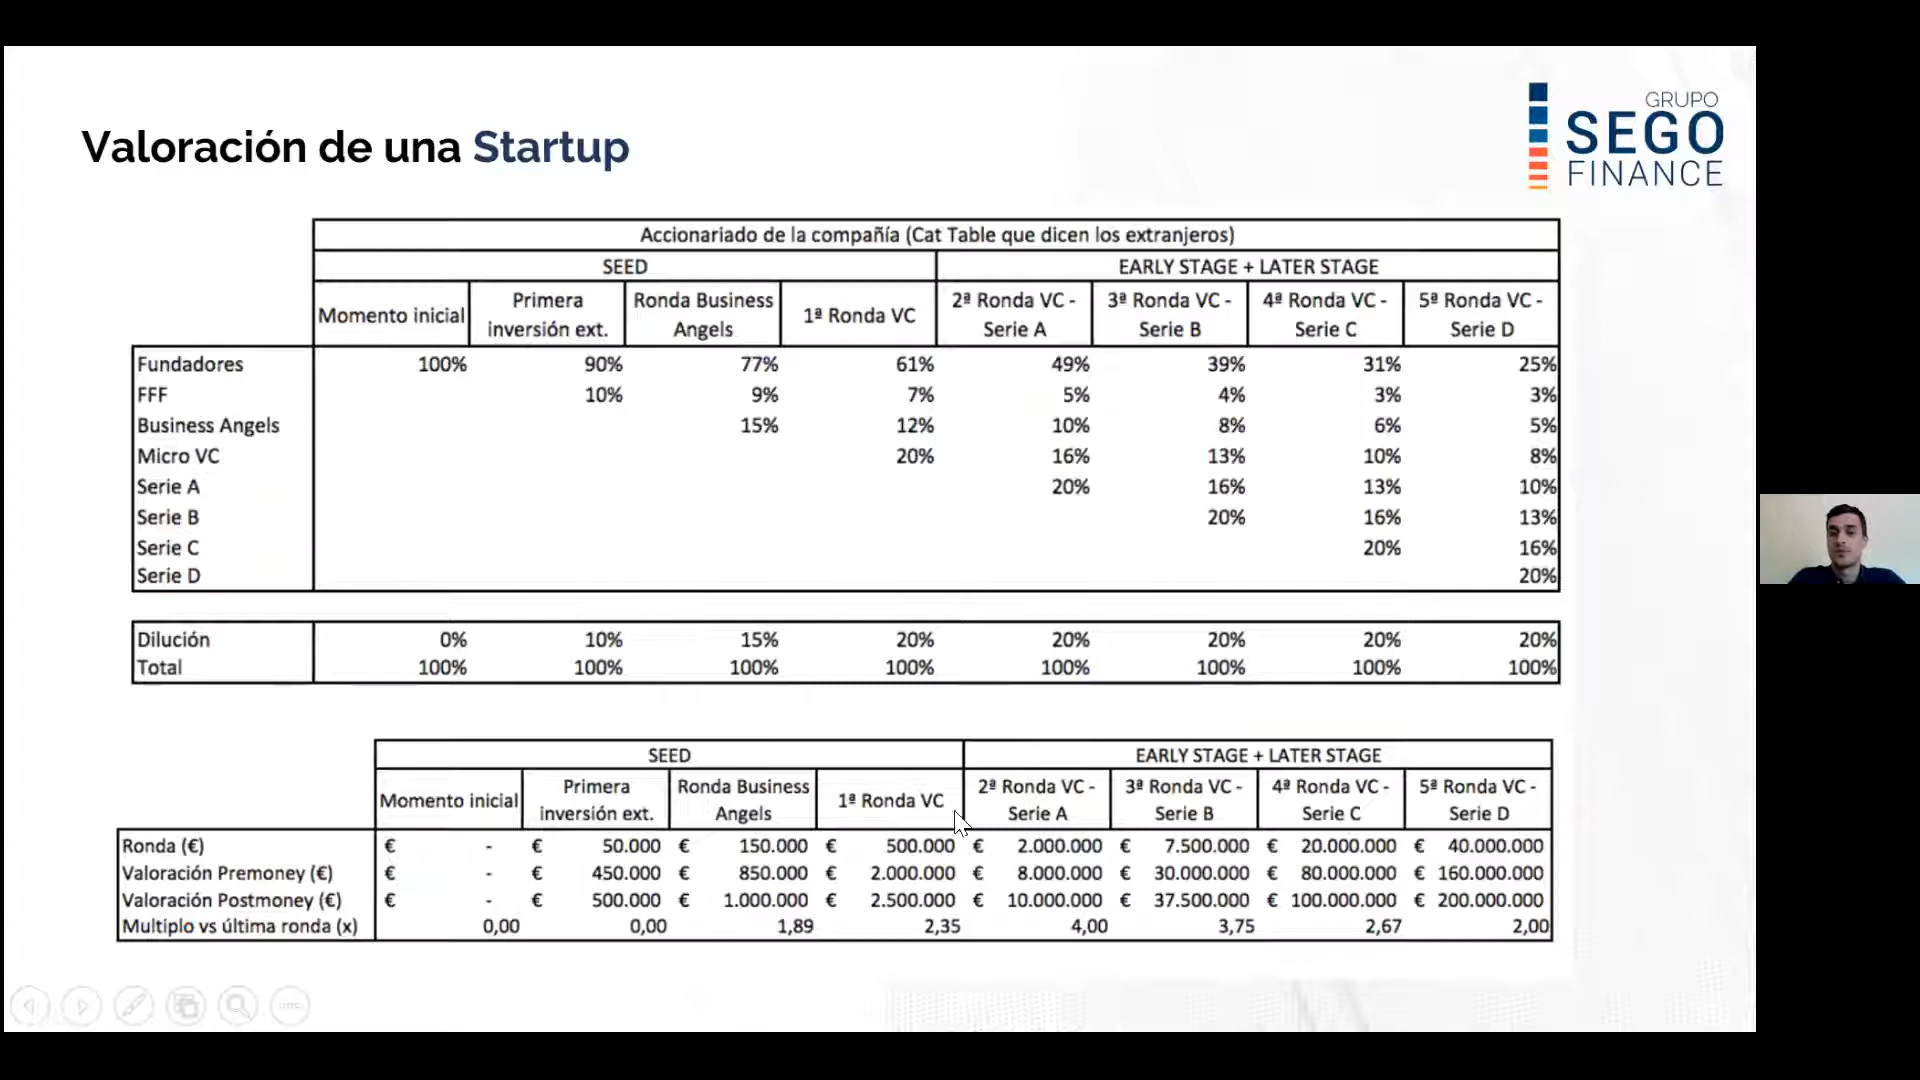 Valoración de una Startup
GRUPO
SEGO
FINANCE
Accionariado de la compañía (Cat Table que dicen los extranjeros)
SEED EARLY STAGE + LATER STAGE
Momento inicial Primera inversión ext. Ronda Business Angels 1ª Ronda VC 2ª Ronda VC - Serie A 3ª Ronda VC - Serie B 4ª Ronda VC - Serie C 5ª Ronda VC - Serie D
Fundadores 100% 90% 77% 61% 49% 39% 31% 25%
FFF 10% 9% 7% 5% 4% 3% 3%
Business Angels 15% 12% 10% 8% 6% 5%
Micro VC 20% 16% 13% 10% 8%
Serie A 20% 16% 13% 10%
Serie B 20% 16% 13%
Serie C 20% 16%
Serie D 20%
Dilución 0% 10% 15% 20% 20% 20% 20% 20%
Total 100% 100% 100% 100% 100% 100% 100% 100%
SEED EARLY STAGE + LATER STAGE
Momento inicial Primera inversión ext. Ronda Business Angels 1ª Ronda VC 2ª Ronda VC - Serie A 3ª Ronda VC - Serie B 4ª Ronda VC - Serie C 5ª Ronda VC - Serie D
Ronda (€) € - € 50.000 € 150.000 € 500.000 € 2.000.000 € 7.500.000 € 20.000.000 € 40.000.000
Valoración Premoney (€) € - € 450.000 € 850.000 € 2.000.000 € 8.000.000 € 30.000.000 € 80.000.000 € 160.000.000
Valoración Postmoney (€) € - € 500.000 € 1.000.000 € 2.500.000 € 10.000.000 € 37.500.000 € 100.000.000 € 200.000.000
Multiplo vs última ronda (x) 0,00 0,00 1,89 2,35 4,00 3,75 2,67 2,00